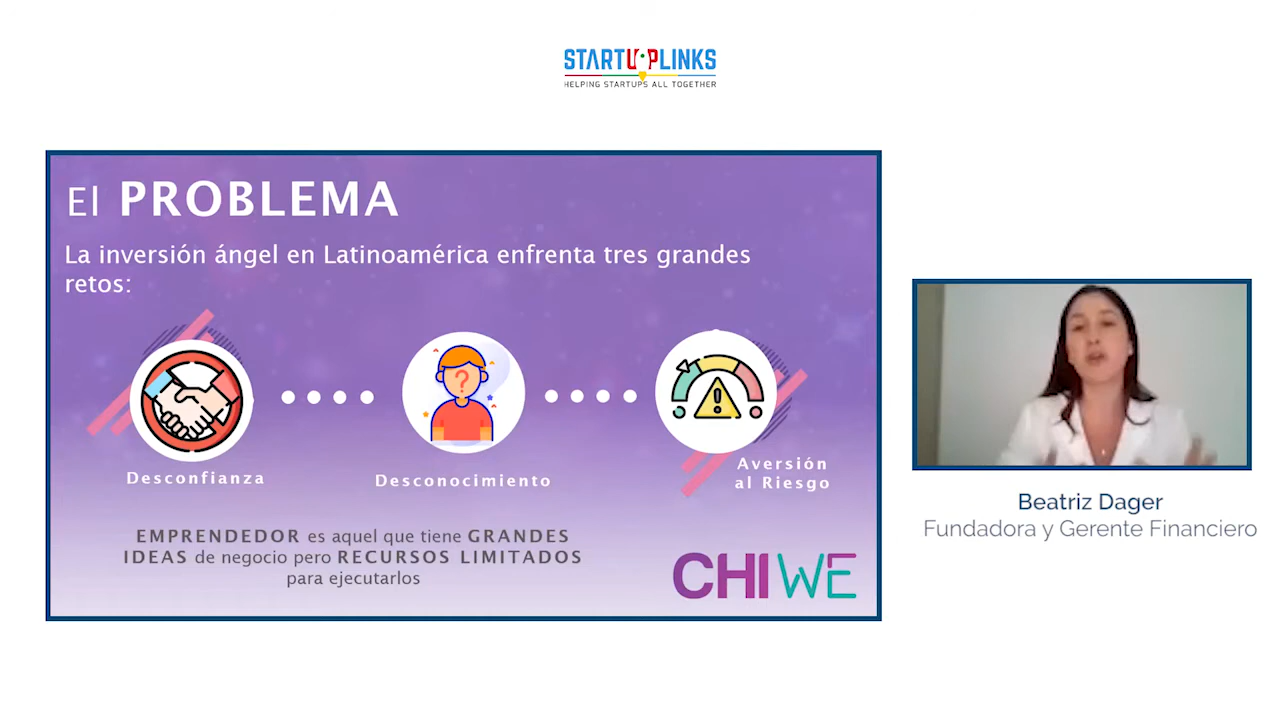 STARTUPLINKS
HELPING STARTUPS ALL TOGETHER
El PROBLEMA
La inversión ángel en Latinoamérica enfrenta tres grandes
retos:
?
!
Desconfianza
Desconocimiento
Aversión
al Riesgo
EMPRENDEDOR es aquel que tiene GRANDES
IDEAS de negocio pero RECURSOS LIMITADOS
para ejecutarlos
CHIWE
Beatriz Dager
Fundadora y Gerente Financiero